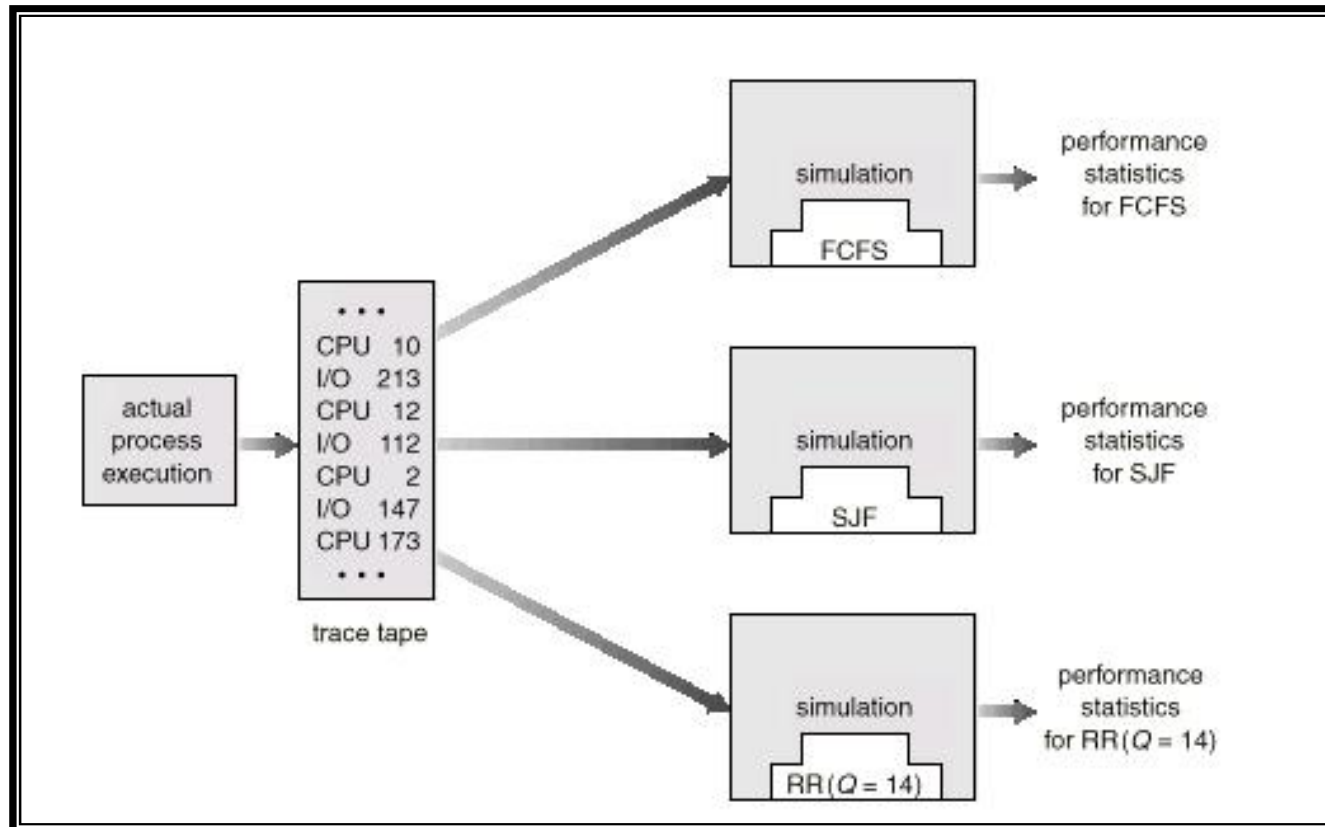 actual
process
execution
• • •
CPU 10
I/O 213
CPU 12
I/O 112
CPU 2
I/O 147
CPU 173
• • •
trace tape
simulation
FCFS
performance
statistics
for FCFS
simulation
SJF
performance
statistics
for SJF
simulation
RR (Q = 14)
performance
statistics
for RR (Q = 14)